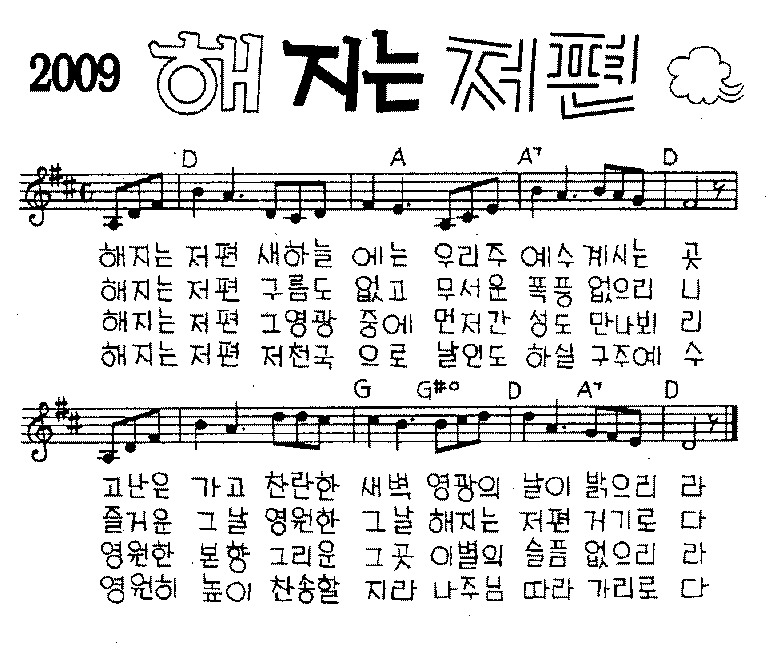 2009 해 지는 저편
D A A7 D
해지는 저편 새하늘 에는 우리주 예수계시는 곳
해지는 저편 구름도 없고 무서운 폭풍 없으리 니
해지는 저편 그영광 중에 먼저간 성도 만나뵈 리
해지는 저편 저천국 으로 날인도 하실 구주예 수
G G#o D A7 D
고난은 가고 찬란한 새벽 영광의 날이 밝으리 라
즐거운 그날 영원한 그날 해지는 저편 거기로 다
영원한 본향 그리운 그곳 이별의 슬픔 없으리 라
영원히 높이 찬송할 지라 나주님 따라 가리로 다